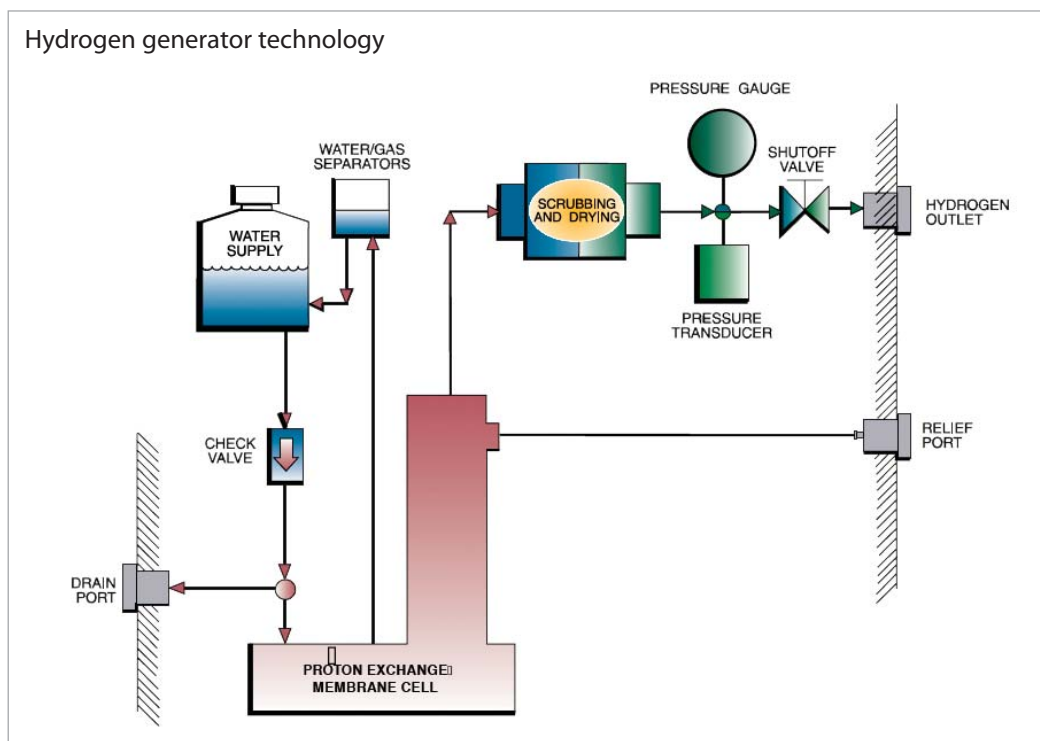 Hydrogen generator technology
PRESSURE GAUGE
WATER/GAS
SEPARATORS
SHUTOFF
VALVE
SCRUBBING
AND DRYING
HYDROGEN
OUTLET
WATER
SUPPLY
PRESSURE
TRANSDUCER
CHECK
VALVE
RELIEF
PORT
DRAIN
PORT
PROTON EXCHANGE
MEMBRANE CELL